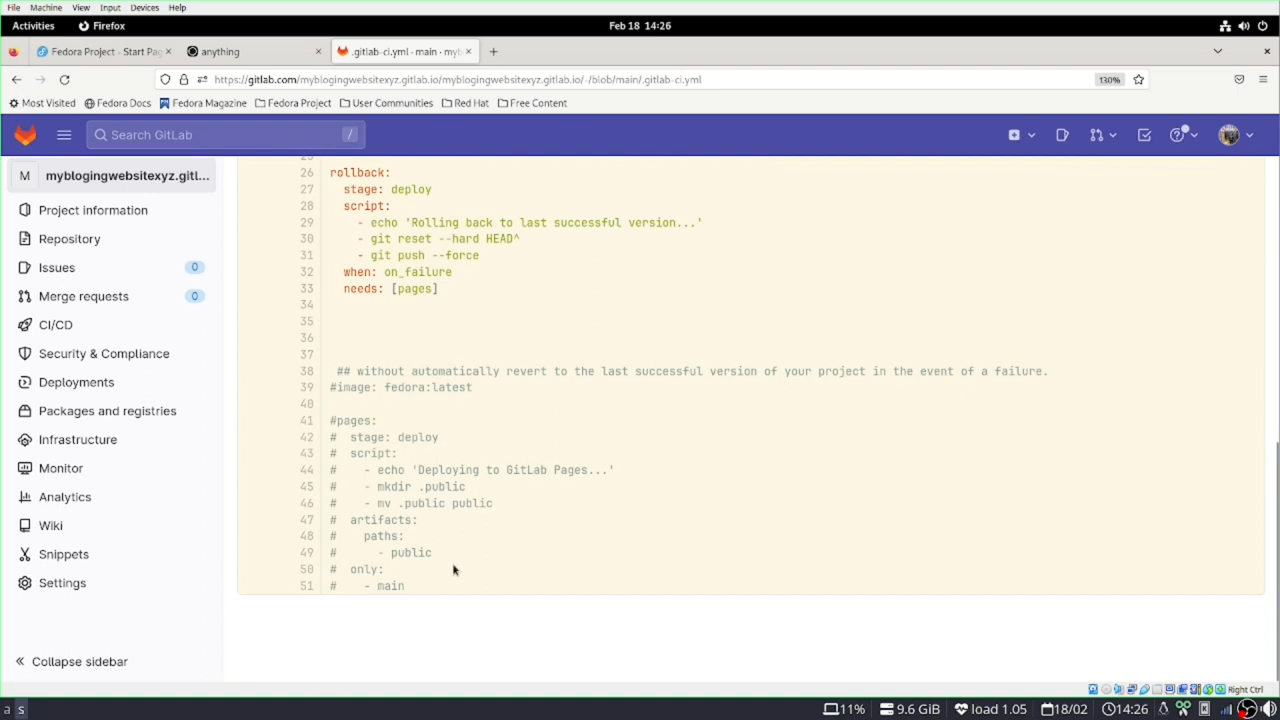 File Machine View Input Devices Help
Activities Firefox Feb 18 14:26
Fedora Project - Start Pag × anything × .gitlab-ci.yml · main · myb × +
https://gitlab.com/myblogingwebsitexyz.gitlab.io/myblogingwebsitexyz.gitlab.io/-/blob/main/.gitlab-ci.yml 130%
Most Visited Fedora Docs Fedora Magazine Fedora Project User Communities Red Hat Free Content
Search GitLab /
M myblogingwebsitexyz.gitl...
Project information
Repository
Issues 0
Merge requests 0
CI/CD
Security & Compliance
Deployments
Packages and registries
Infrastructure
Monitor
Analytics
Wiki
Snippets
Settings
Collapse sidebar
25
26 rollback:
27 stage: deploy
28 script:
29 - echo 'Rolling back to last successful version...'
30 - git reset --hard HEAD^
31 - git push --force
32 when: on_failure
33 needs: [pages]
34
35
36
37
38 ## without automatically revert to the last successful version of your project in the event of a failure.
39 #image: fedora:latest
40
41 #pages:
42 # stage: deploy
43 # script:
44 # - echo 'Deploying to GitLab Pages...'
45 # - mkdir .public
46 # - mv .public public
47 # artifacts:
48 # paths:
49 # - public
50 # only:
51 # - main
Right Ctrl
a s 11% 9.6 GiB load 1.05 18/02 14:26